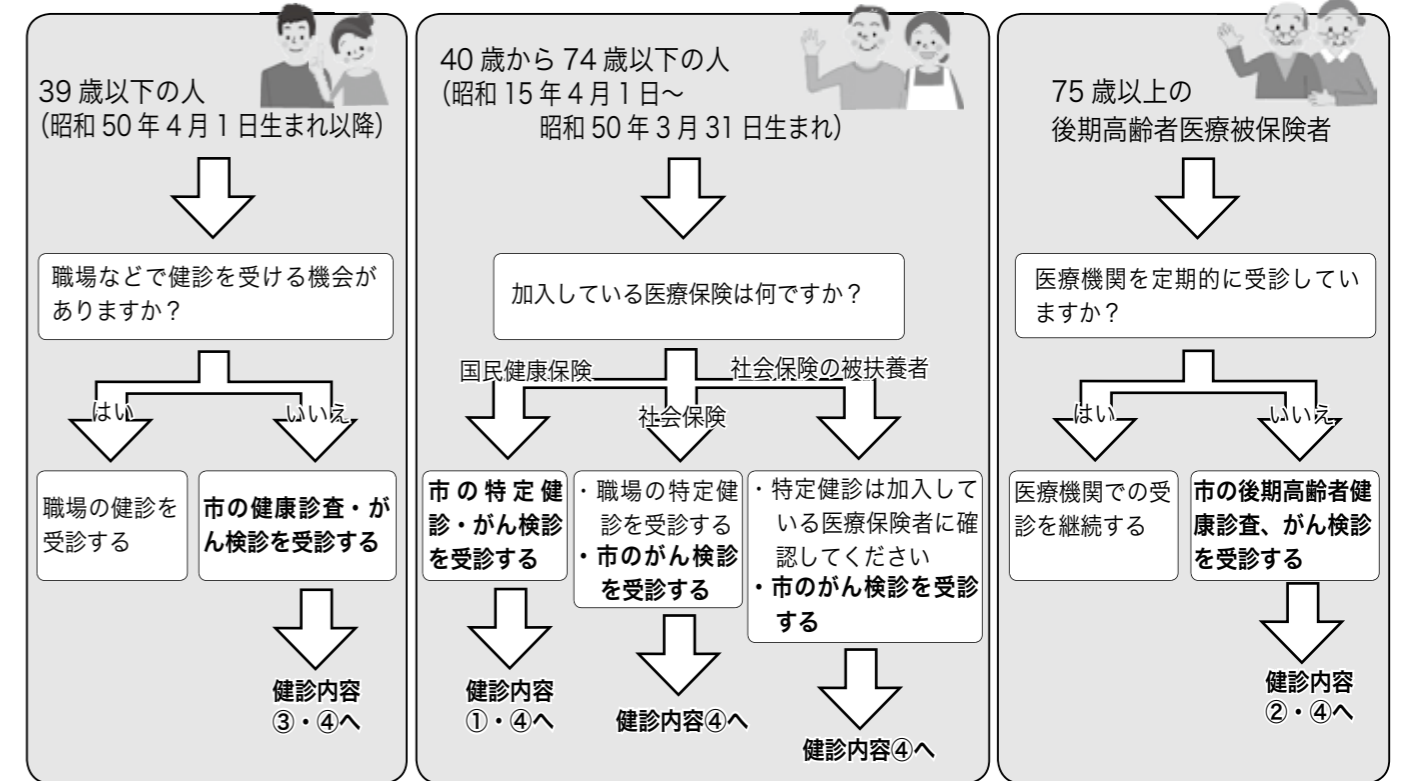 39 歳以下の人
（昭和 50 年 4 月 1 日生まれ以降）
職場などで健診を受ける機会が
ありますか？
はい
いいえ
職場の健診を
受診する
市の健康診査・が
ん検診を受診する
健診内容
③・④へ
40 歳から 74 歳以下の人
（昭和 15 年 4 月 1 日～
昭和 50 年 3 月 31 日生まれ）
加入している医療保険は何ですか？
国民健康保険
社会保険
社会保険の被扶養者
市の特定健
診・がん検診
を受診する
健診内容
①・④へ
・職場の特定健
診を受診する
・市のがん検診
を受診する
健診内容④へ
・特定健診は加入して
いる医療保険者に確
認してください
・市のがん検診を受診
する
健診内容④へ
75 歳以上の
後期高齢者医療被保険者
医療機関を定期的に受診してい
ますか？
はい
いいえ
医療機関での受
診を継続する
市の後期高齢者健
康診査、がん検診
を受診する
健診内容
②・④へ